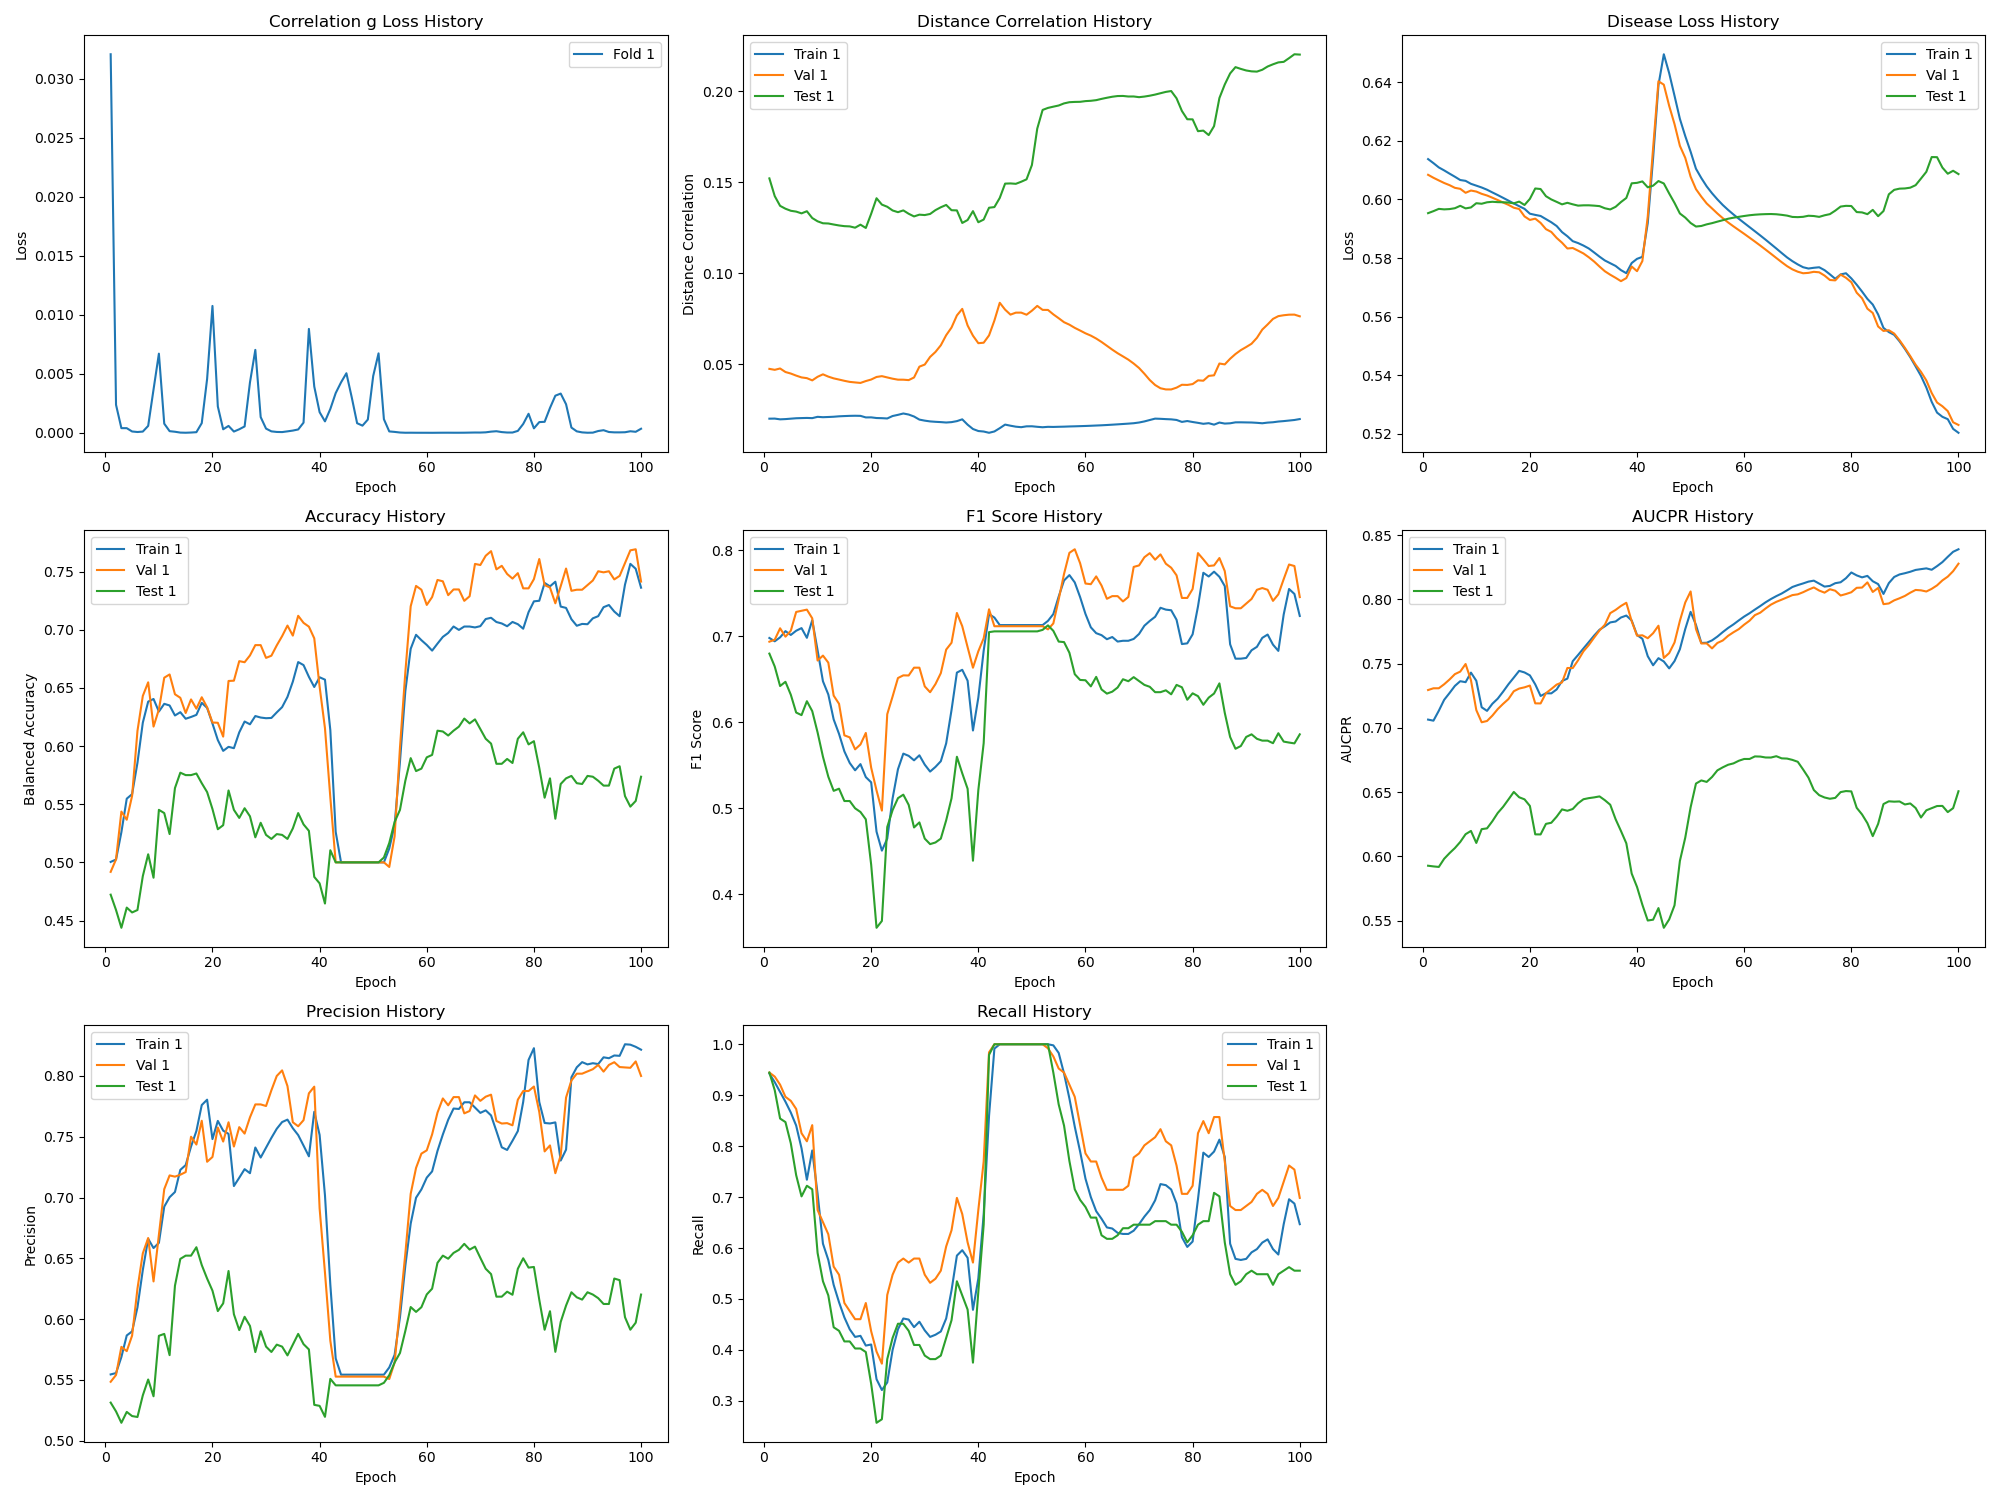 Correlation g Loss History
Loss
0.030
0.025
0.020
0.015
0.010
0.005
0.000
0 20 40 60 80 100
Epoch
Fold 1
Distance Correlation History
Distance Correlation
0.20
0.15
0.10
0.05
0 20 40 60 80 100
Epoch
Train 1
Val 1
Test 1
Disease Loss History
Loss
0.64
0.62
0.60
0.58
0.56
0.54
0.52
0 20 40 60 80 100
Epoch
Train 1
Val 1
Test 1
Accuracy History
Balanced Accuracy
0.75
0.70
0.65
0.60
0.55
0.50
0.45
0 20 40 60 80 100
Epoch
Train 1
Val 1
Test 1
F1 Score History
F1 Score
0.8
0.7
0.6
0.5
0.4
0 20 40 60 80 100
Epoch
Train 1
Val 1
Test 1
AUCPR History
AUCPR
0.85
0.80
0.75
0.70
0.65
0.60
0.55
0 20 40 60 80 100
Epoch
Train 1
Val 1
Test 1
Precision History
Precision
0.80
0.75
0.70
0.65
0.60
0.55
0.50
0 20 40 60 80 100
Epoch
Train 1
Val 1
Test 1
Recall History
Recall
1.0
0.9
0.8
0.7
0.6
0.5
0.4
0.3
0 20 40 60 80 100
Epoch
Train 1
Val 1
Test 1